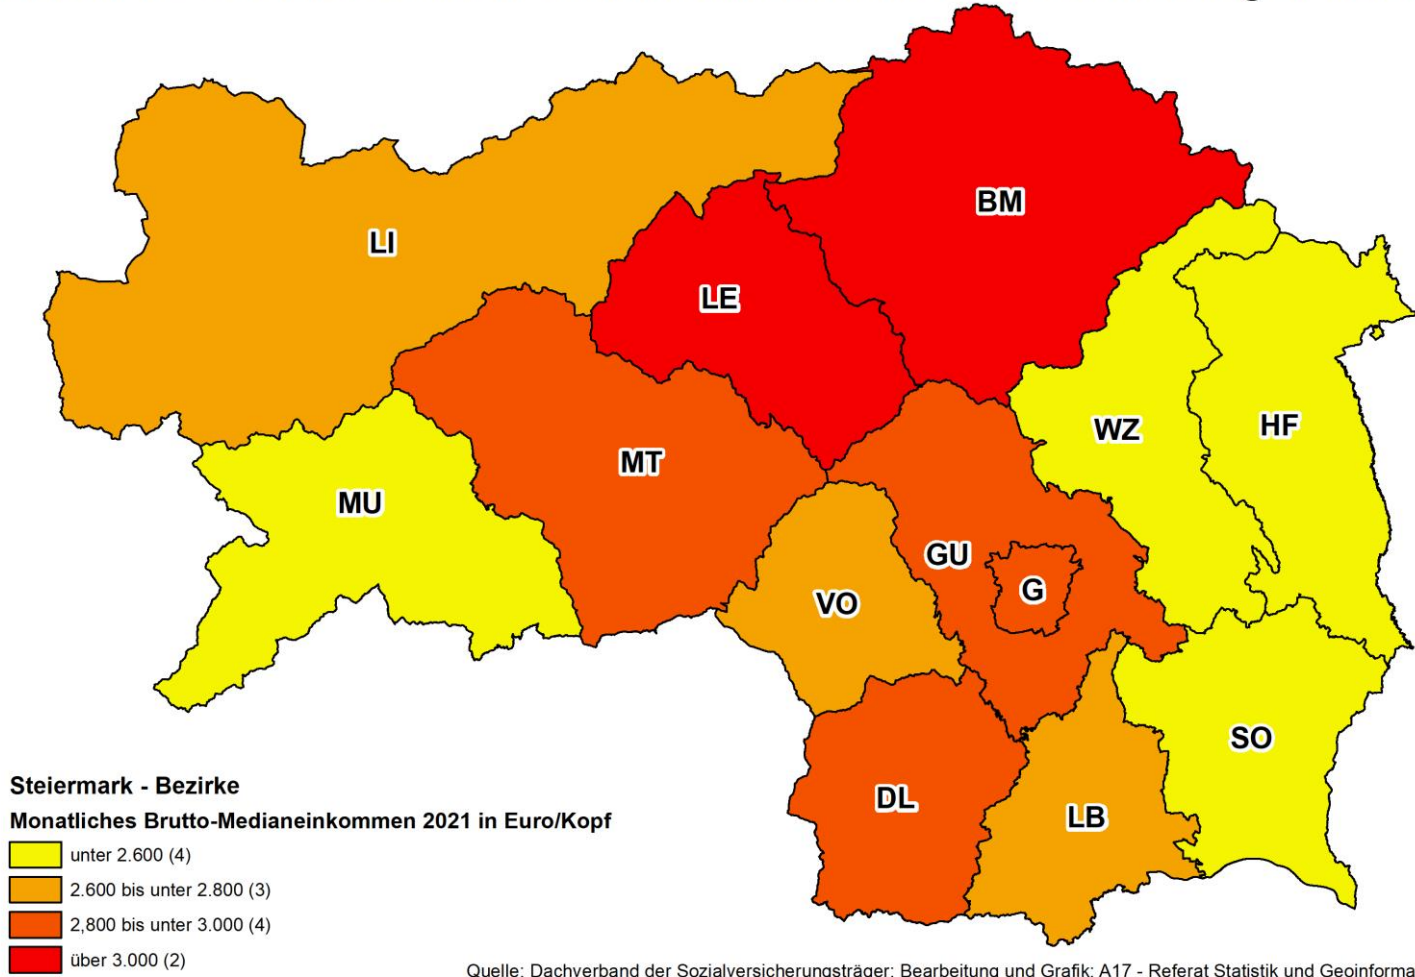 BM
LI
LE
HF
WZ
MT
MU
GU
G
VO
SO
DL
LB
Steiermark - Bezirke
Monatliches Brutto-Medianeinkommen 2021 in Euro/Kopf
unter 2.600 (4)
2.600 bis unter 2.800 (3)
2,800 bis unter 3.000 (4)
über 3.000 (2)
Quelle: Dachverband der Sozialversicherungsträger; Bearbeitung und Grafik: A17 - Referat Statistik und Geoinforma